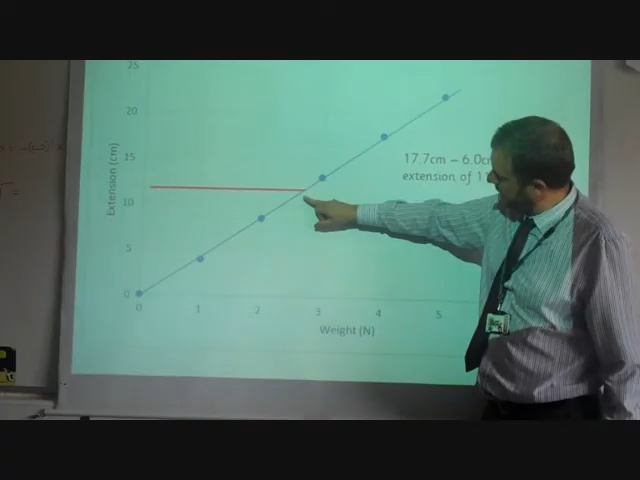 25
20
15
10
5
0
Extension (cm)
0 1 2 3 4 5
Weight (N)
17.7cm – 6.0cm
extension of 11